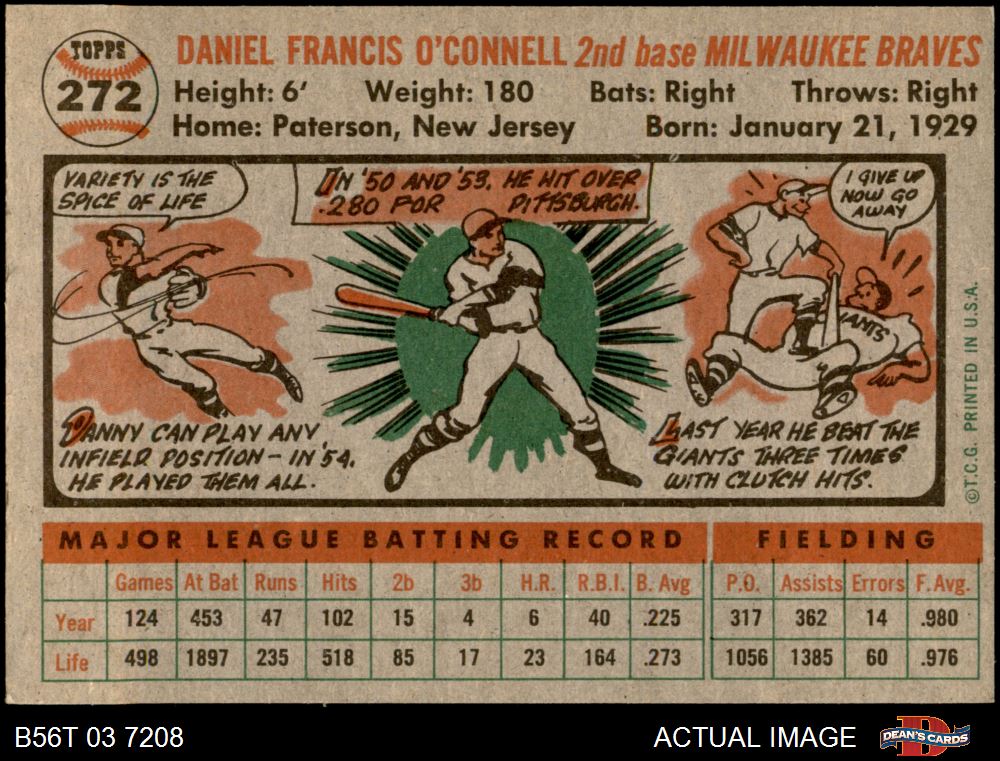 TOPPS
272
DANIEL FRANCIS O'CONNELL 2nd base MILWAUKEE BRAVES
Height: 6' Weight: 180 Bats: Right Throws: Right
Home: Paterson, New Jersey Born: January 21, 1929
VARIETY IS THE
SPICE OF LIFE
IN '50 AND '53, HE HIT OVER
.280 FOR PITTSBURGH.
I GIVE UP
NOW GO
AWAY
IANTS
DANNY CAN PLAY ANY
INFIELD POSITION - IN '54,
HE PLAYED THEM ALL.
LAST YEAR HE BEAT THE
GIANTS THREE TIMES
WITH CLUTCH HITS.
©T.C.G. PRINTED IN U.S.A.
MAJOR LEAGUE BATTING RECORD FIELDING
Games At Bat Runs Hits 2b 3b H.R. R.B.I. B. Avg P.O. Assists Errors F. Avg.
Year 124 453 47 102 15 4 6 40 .225 317 362 14 .980
Life 498 1897 235 518 85 17 23 164 .273 1056 1385 60 .976
B56T 03 7208 ACTUAL IMAGE DEAN'S CARDS